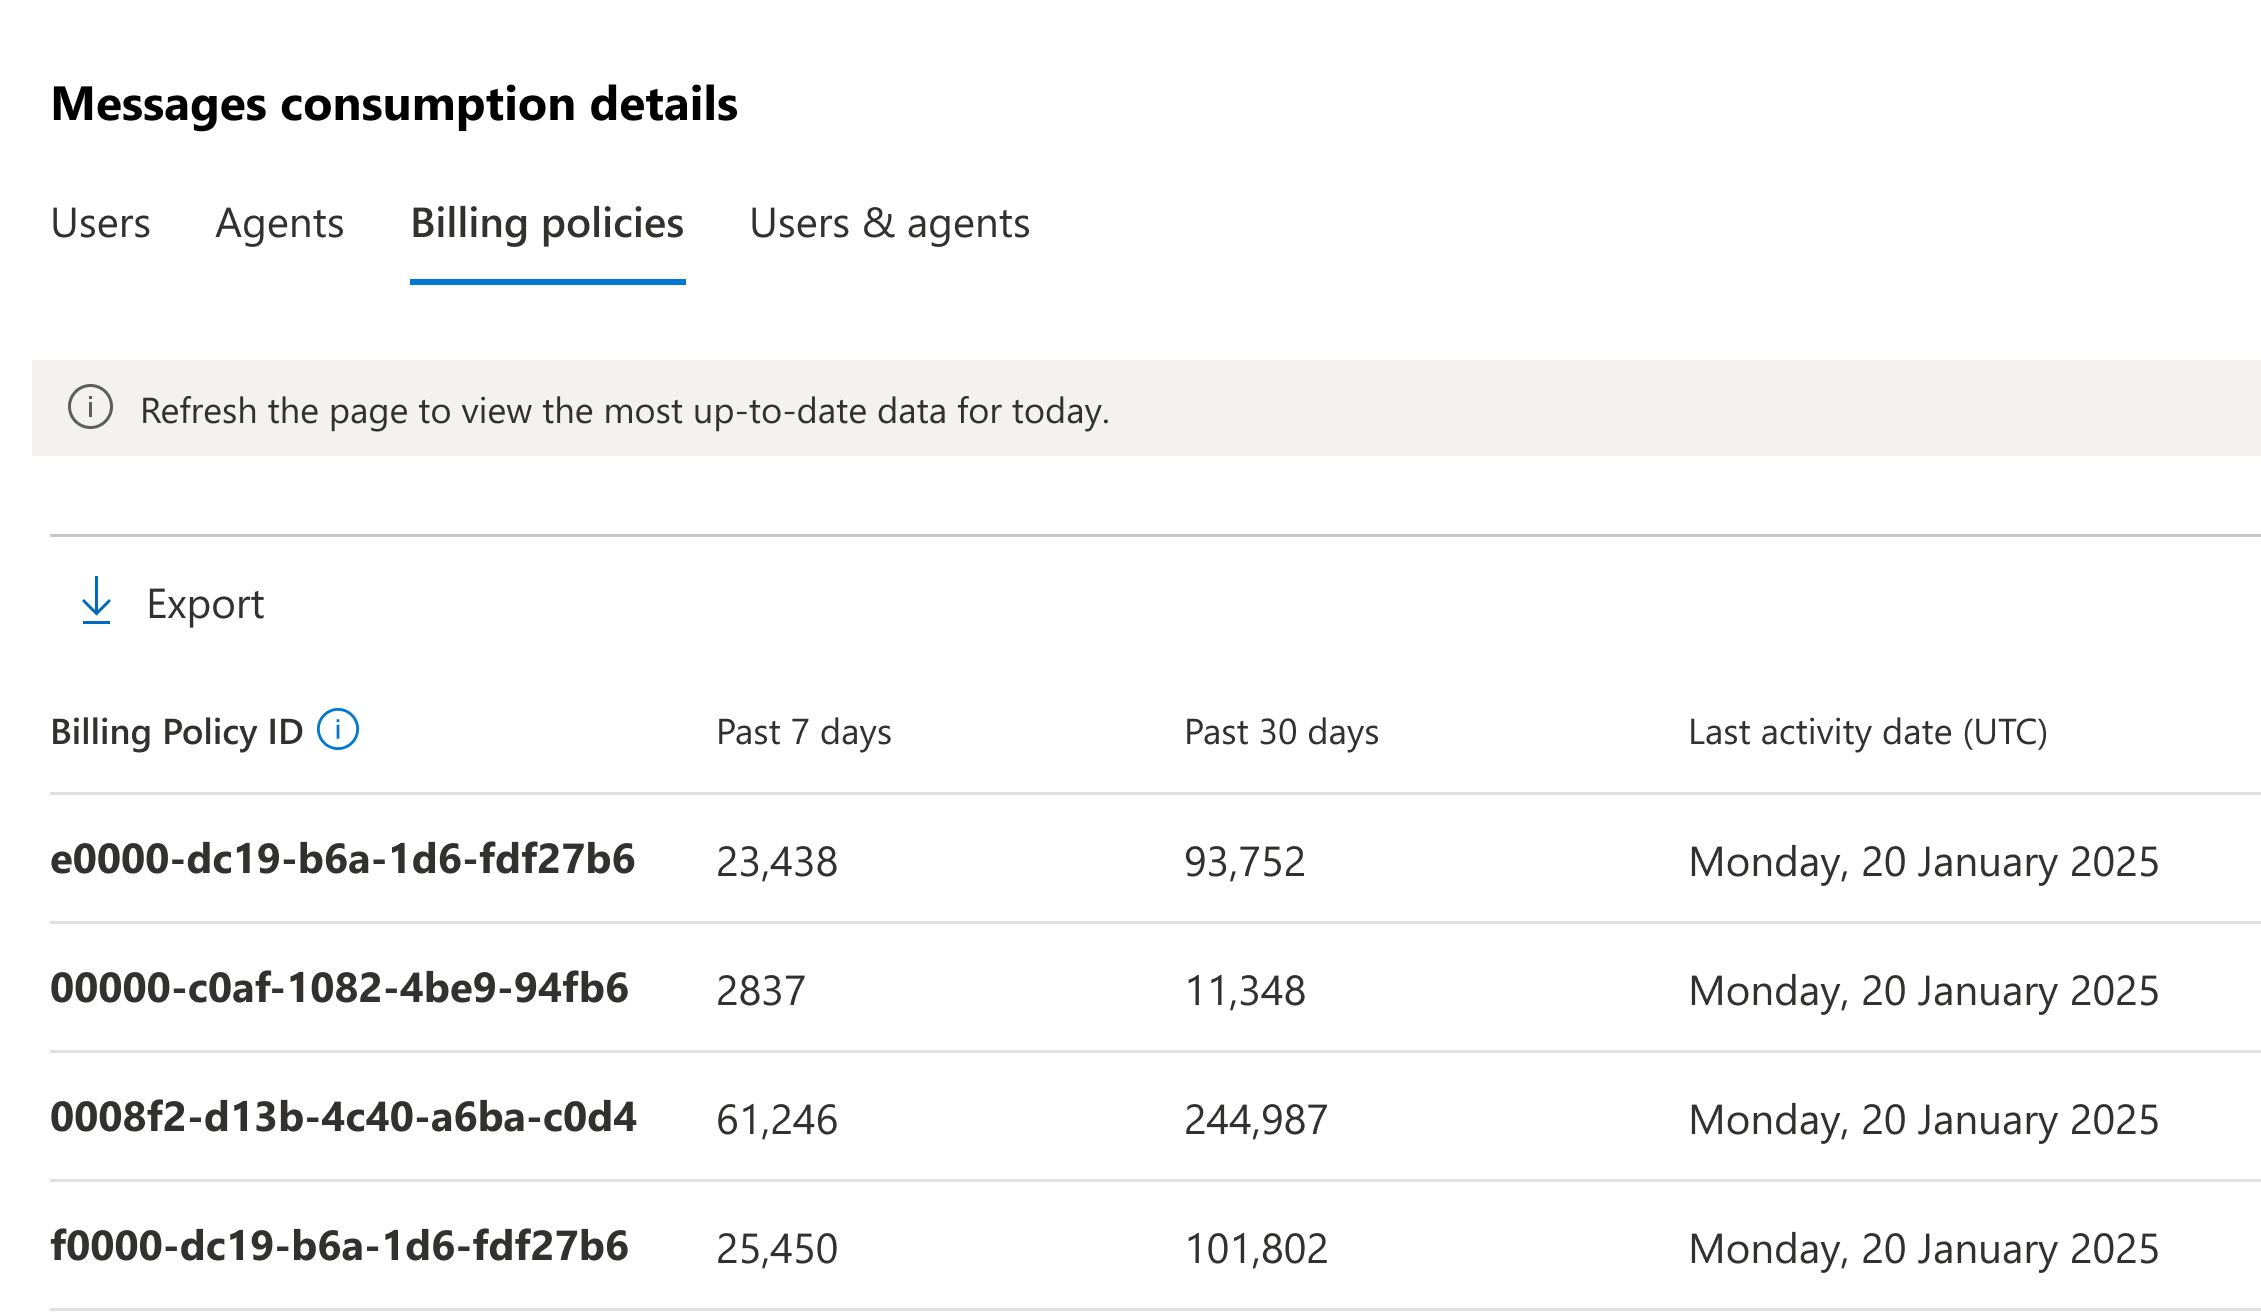 Messages consumption details
Users Agents Billing policies Users & agents
Refresh the page to view the most up-to-date data for today.
Export
Billing Policy ID Past 7 days Past 30 days Last activity date (UTC)
e0000-dc19-b6a-1d6-fdf27b6 23,438 93,752 Monday, 20 January 2025
00000-c0af-1082-4be9-94fb6 2837 11,348 Monday, 20 January 2025
0008f2-d13b-4c40-a6ba-c0d4 61,246 244,987 Monday, 20 January 2025
f0000-dc19-b6a-1d6-fdf27b6 25,450 101,802 Monday, 20 January 2025